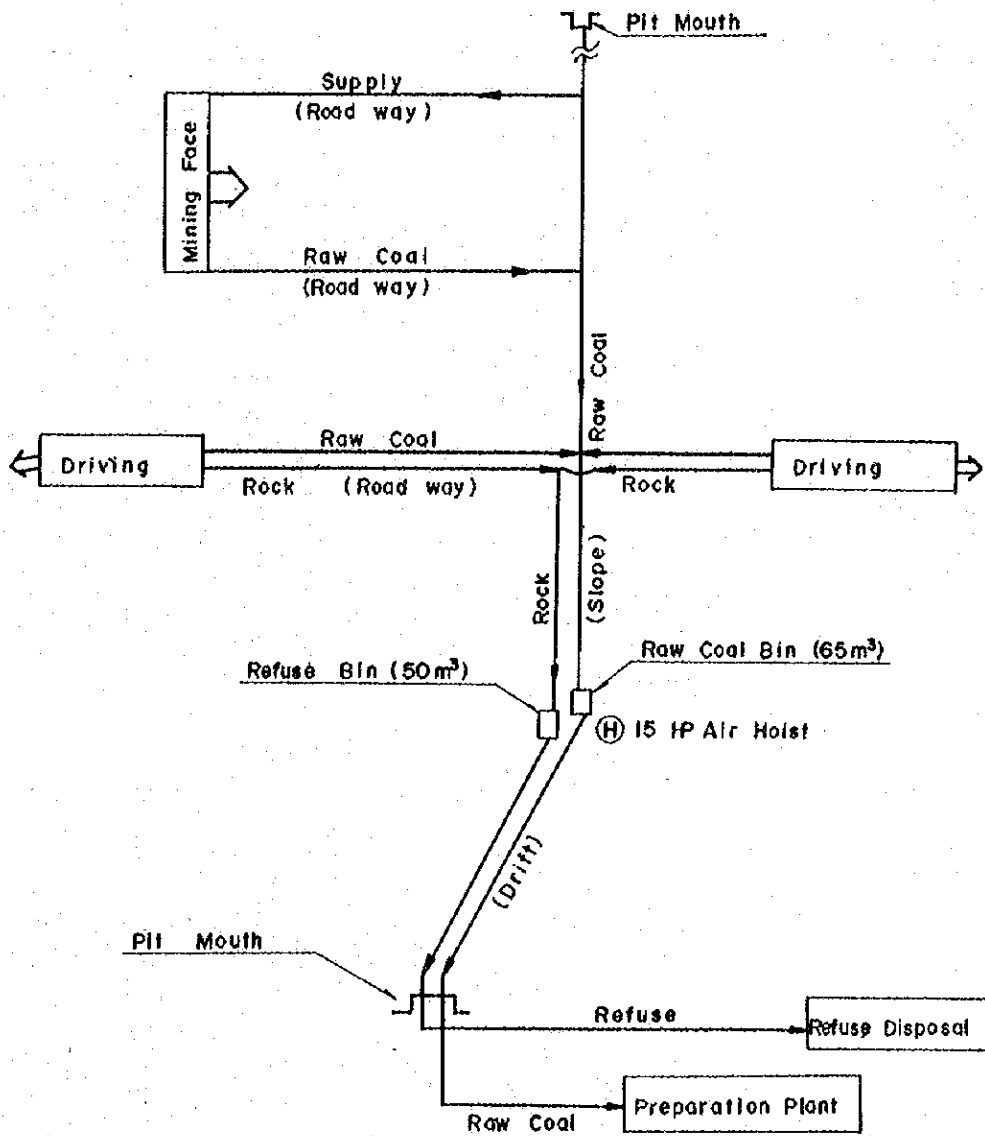 Pit Mouth
Supply
(Road way)
Mining Face
Raw Coal
(Road way)
Raw Coal
Raw Coal
Driving
Driving
Rock (Road way)
Rock
Rock
(Slope)
Raw Coal Bin (65m³)
Refuse Bin (50m³)
H 15 HP Air Hoist
(Drift)
Pit Mouth
Refuse
Refuse Disposal
Preparation Plant
Raw Coal